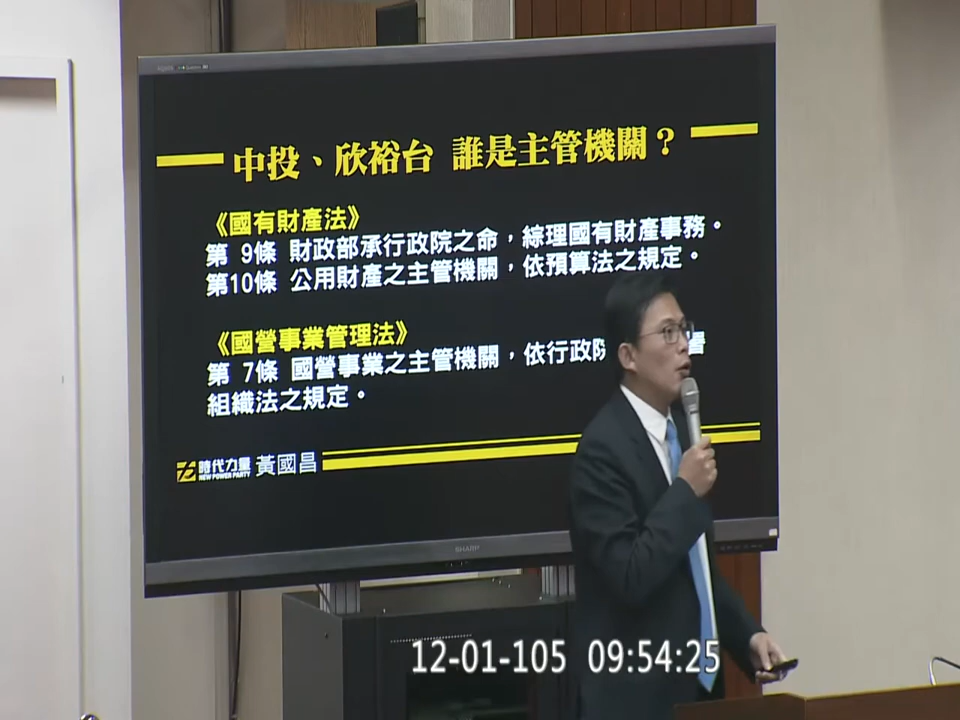 中投、欣裕台 誰是主管機關？
《國有財產法》
第 9條 財政部承行政院之命，綜理國有財產事務。
第10條 公用財產之主管機關，依預算法之規定。
《國營事業管理法》
第 7條 國營事業之主管機關，依行政院
組織法之規定。
時代力量 黃國昌
NEW POWER PARTY
SHARP
12-01-105 09:54:25